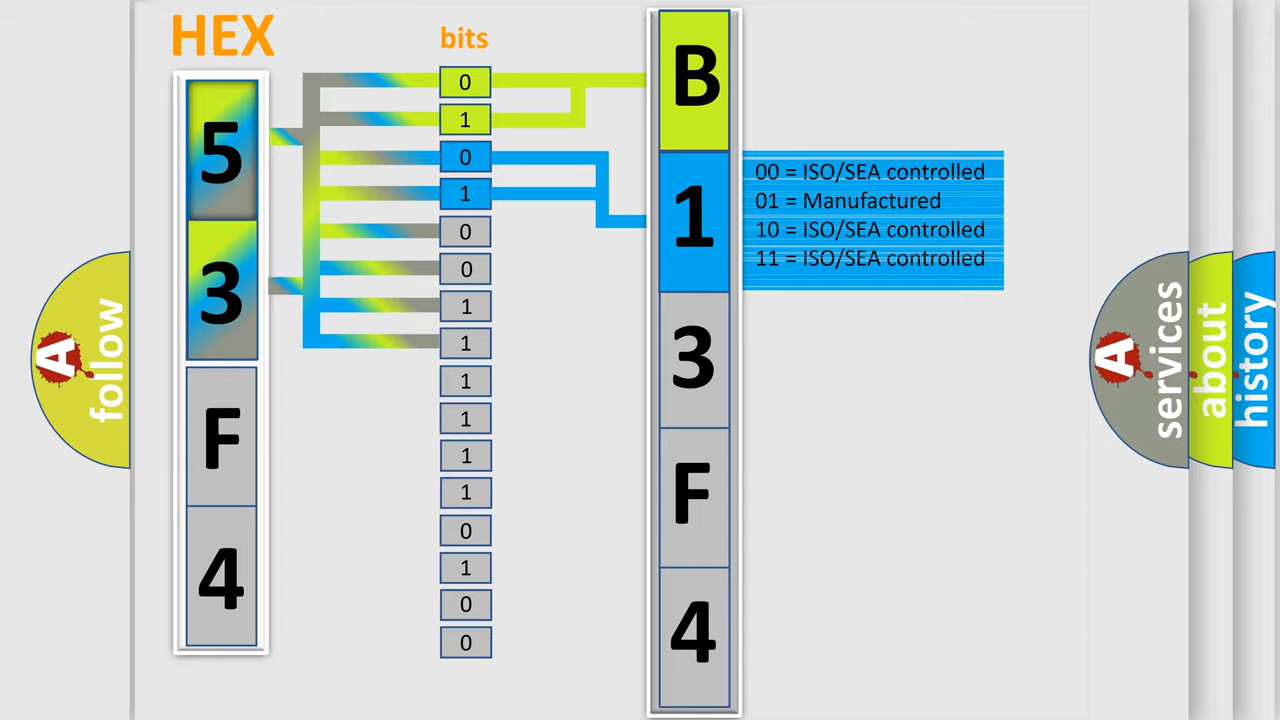 HEX
bits
5
3
F
4
0
1
0
1
0
0
1
1
1
1
1
1
0
1
0
0
B
1
3
F
4
00 = ISO/SEA controlled
01 = Manufactured
10 = ISO/SEA controlled
11 = ISO/SEA controlled
A
follow
A
services
about
history